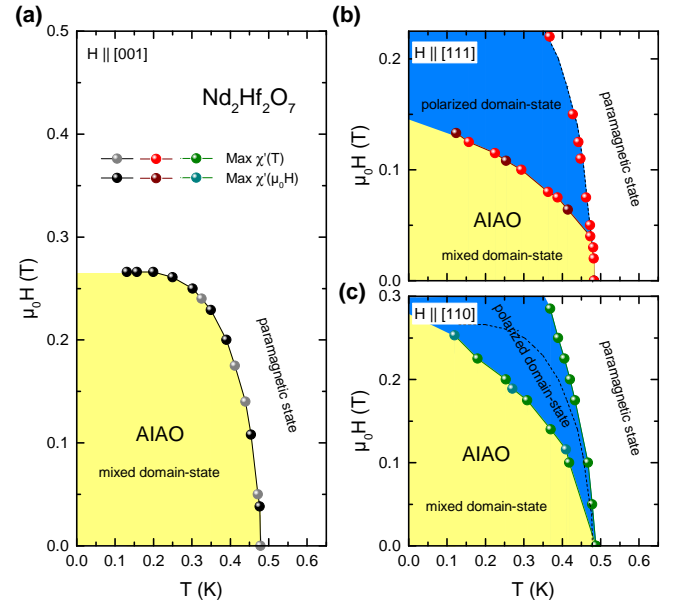 (a)
H || [001]
Nd₂Hf₂O₇
Max χ'(T)
Max χ'(μ₀H)
AIAO
mixed domain-state
paramagnetic state
0.5
0.4
0.3
0.2
0.1
0.0
μ₀H (T)
0.0 0.1 0.2 0.3 0.4 0.5 0.6
T (K)
(b)
H || [111]
polarized domain-state
paramagnetic state
AIAO
mixed domain-state
0.2
0.1
0.0
μ₀H (T)
(c)
H || [110]
polarized domain-state
paramagnetic state
AIAO
mixed domain-state
0.3
0.2
0.1
0.0
μ₀H (T)
0.0 0.1 0.2 0.3 0.4 0.5 0.6
T (K)